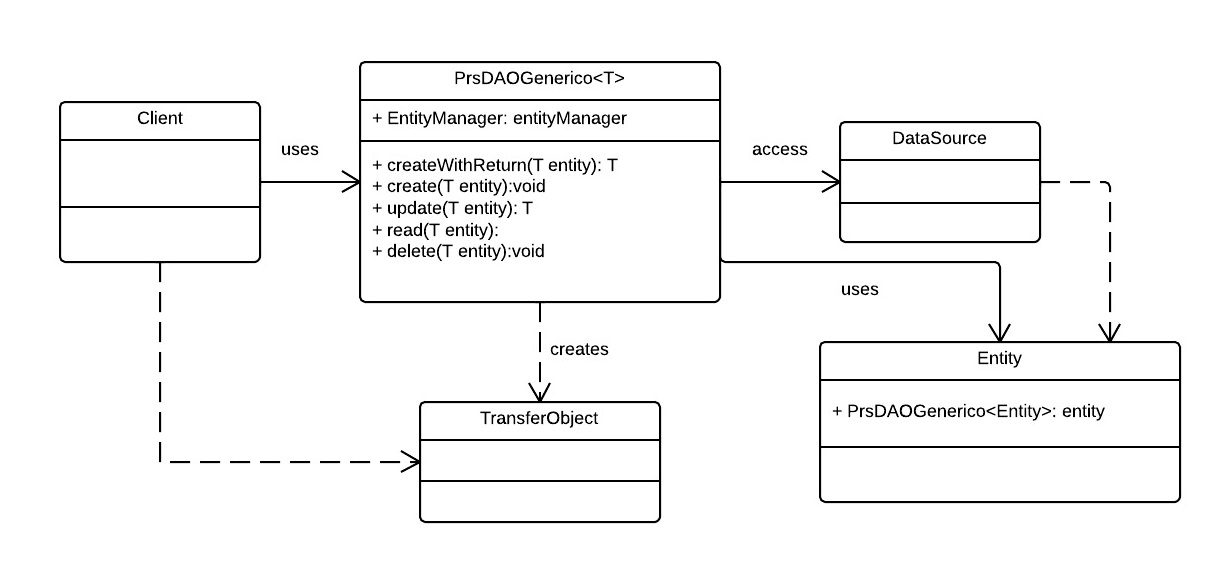 PrsDAOGenerico<T>
+ EntityManager: entityManager
+ createWithReturn(T entity): T
+ create(T entity):void
+ update(T entity): T
+ read(T entity):
+ delete(T entity):void
Client
uses
access
DataSource
uses
creates
Entity
+ PrsDAOGenerico<Entity>: entity
TransferObject